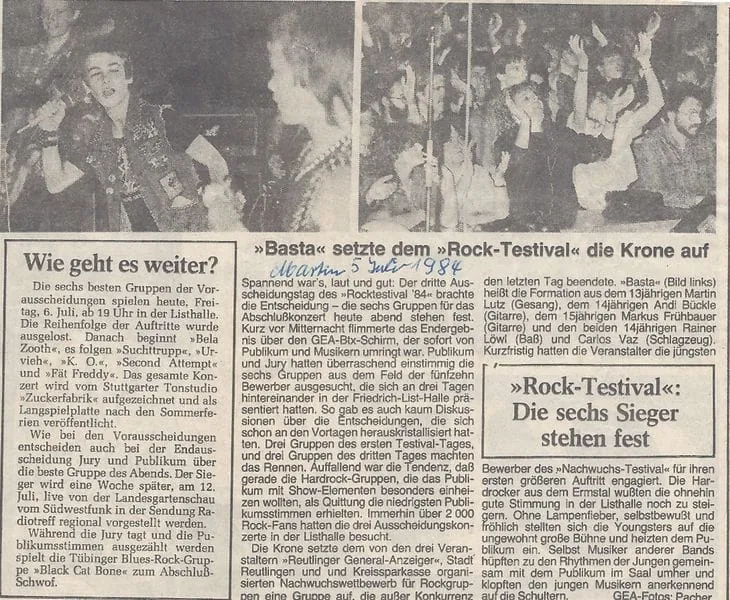 »Basta« setzte dem »Rock-Testival« die Krone auf
Martin 5 July 1984
Wie geht es weiter?
Die sechs besten Gruppen der Vor-
ausscheidungen spielen heute, Frei-
tag, 6. Juli, ab 19 Uhr in der Listhalle.
Die Reihenfolge der Auftritte wurde
ausgelost. Danach beginnt »Bela
Zooth«, es folgen »Suchttrupp«, »Ur-
vieh«, »K. O.«, »Second Attempt«
und »Fät Freddy«. Das gesamte Kon-
zert wird vom Stuttgarter Tonstudio
»Zuckerfabrik« aufgezeichnet und als
Langspielplatte nach den Sommerfe-
rien veröffentlicht.
Wie bei den Vorausscheidungen
entscheiden auch bei der Endaus-
scheidung Jury und Publikum über
die beste Gruppe des Abends. Der Sie-
ger wird eine Woche später, am 12.
Juli, live von der Landesgartenschau
vom Südwestfunk in der Sendung Ra-
diotreff regional vorgestellt werden.
Während die Jury tagt und die Pu-
blikumsstimmen ausgezählt werden
spielt die Tübinger Blues-Rock-Grup-
pe »Black Cat Bone« zum Abschluß-
Schwof.
Spannend war's, laut und gut: Der dritte Aus-
scheidungstag des »Rocktestival '84« brachte
die Entscheidung – die sechs Gruppen für das
Abschlußkonzert heute abend stehen fest.
Kurz vor Mitternacht flimmerte das Endergeb-
nis über den GEA-Btx-Schirm, der sofort von
Publikum und Musikern umringt war. Publikum
und Jury hatten überraschend einstimmig die
sechs Gruppen aus dem Feld der fünfzehn
Bewerber ausgesucht, die sich an drei Tagen
hintereinander in der Friedrich-List-Halle prä-
sentiert hatten. So gab es auch kaum Diskus-
sionen über die Entscheidungen, die sich
schon an den Vortagen herauskristallisiert hat-
ten. Drei Gruppen des ersten Testival-Tages,
und drei Gruppen des dritten Tages machten
das Rennen. Auffallend war die Tendenz, daß
gerade die Hardrock-Gruppen, die das Publi-
kum mit Show-Elementen besonders einhei-
zen wollten, als Quittung die niedrigsten Publi-
kumsstimmen erhielten. Immerhin über 2 000
Rock-Fans hatten die drei Ausscheidungskon-
zerte in der Listhalle besucht.
Die Krone setzte dem von den drei Veran-
staltern »Reutlinger General-Anzeiger«, Stadt
Reutlingen und und Kreissparkasse organi-
sierten Nachwuchswettbewerb für Rockgrup-
pen eine Gruppe auf, die außer Konkurrenz
den letzten Tag beendete. »Basta« (Bild links)
heißt die Formation aus dem 13jährigen Martin
Lutz (Gesang), dem 14jährigen Andi Bückle
(Gitarre), dem 15jährigen Markus Frühbauer
(Gitarre) und den beiden 14jährigen Rainer
Löwl (Baß) und Carlos Vaz (Schlagzeug).
Kurzfristig hatten die Veranstalter die jüngsten
»Rock-Testival«:
Die sechs Sieger
stehen fest
Bewerber des »Nachwuchs-Testival« für ihren
ersten größeren Auftritt engagiert. Die Har-
drocker aus dem Ermstal wußten die ohnehin
gute Stimmung in der Listhalle noch zu stei-
gern. Ohne Lampenfieber, selbstbewußt und
fröhlich stellten sich die Youngsters auf die
ungewohnt große Bühne und heizten dem Pu-
blikum ein. Selbst Musiker anderer Bands
hüpften zu den Rhythmen der Jungen gemein-
sam mit dem Publikum im Saal umher und
klopften den jungen Musikern anerkennend
auf die Schultern. GEA-Fotos: Pacher